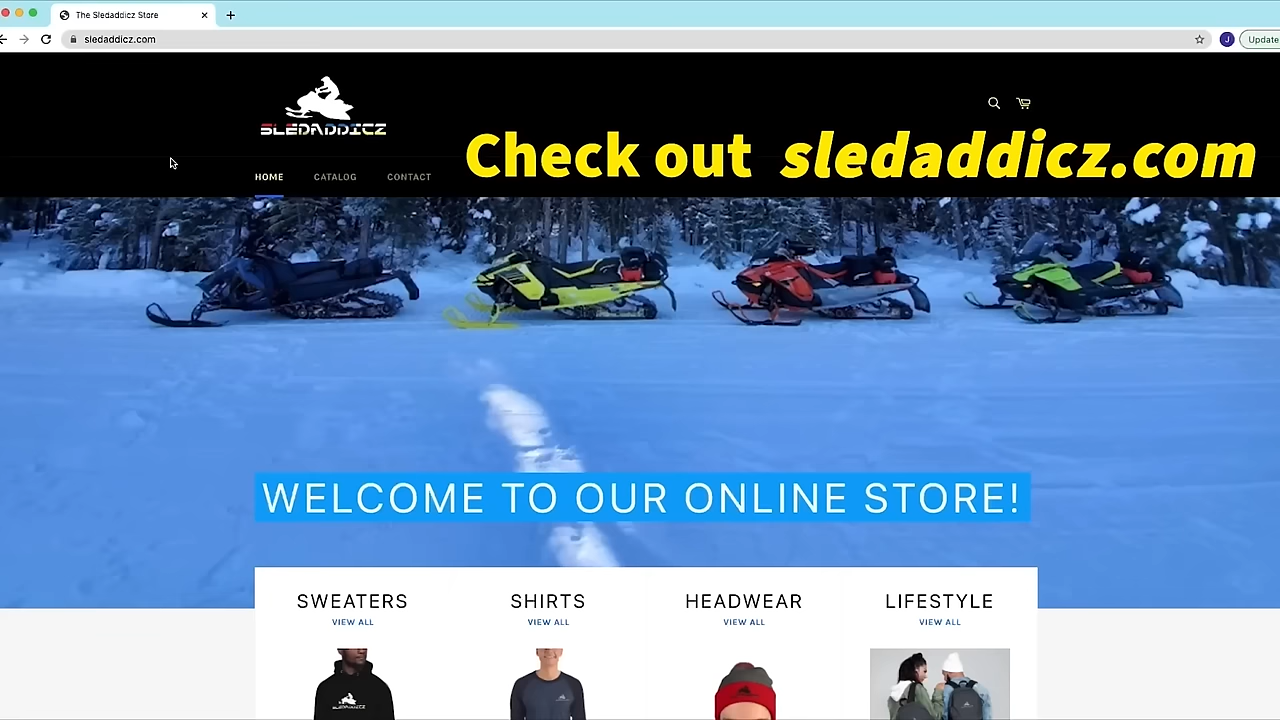 The Sledaddicz Store
sledaddicz.com
J
Update
SLEDADDICZ
Check out sledaddicz.com
HOME CATALOG CONTACT
WELCOME TO OUR ONLINE STORE!
SWEATERS SHIRTS HEADWEAR LIFESTYLE
VIEW ALL VIEW ALL VIEW ALL VIEW ALL
SLEDADDICZ